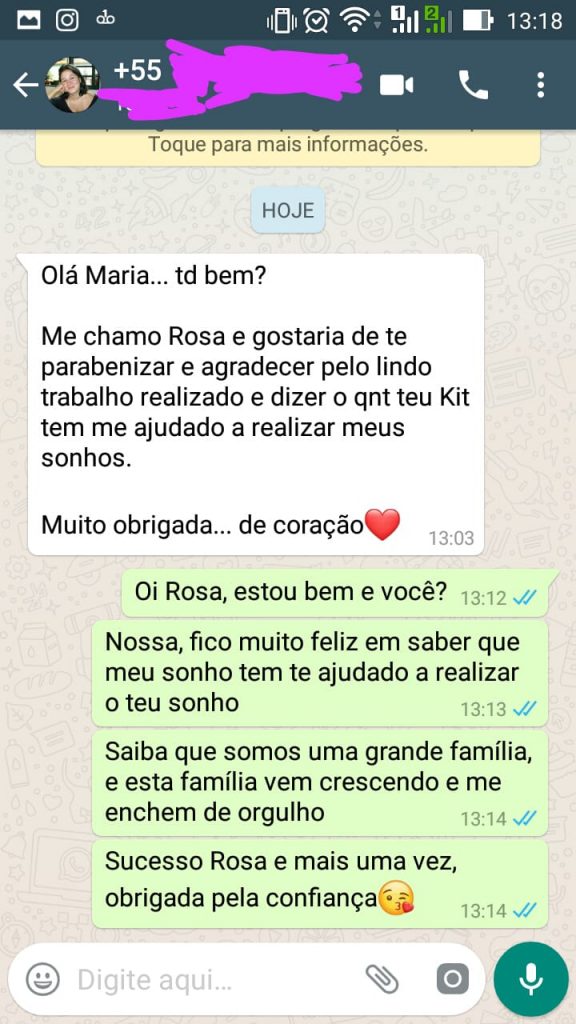 13:18
+55
Toque para mais informações.
HOJE
Olá Maria... td bem?
Me chamo Rosa e gostaria de te
parabenizar e agradecer pelo lindo
trabalho realizado e dizer o qnt teu Kit
tem me ajudado a realizar meus
sonhos.
Muito obrigada... de coração❤️
13:03
Oi Rosa, estou bem e você? 13:12
Nossa, fico muito feliz em saber que
meu sonho tem te ajudado a realizar
o teu sonho 13:13
Saiba que somos uma grande família,
e esta família vem crescendo e me
enchem de orgulho 13:14
Sucesso Rosa e mais uma vez,
obrigada pela confiança😘 13:14
Digite aqui...